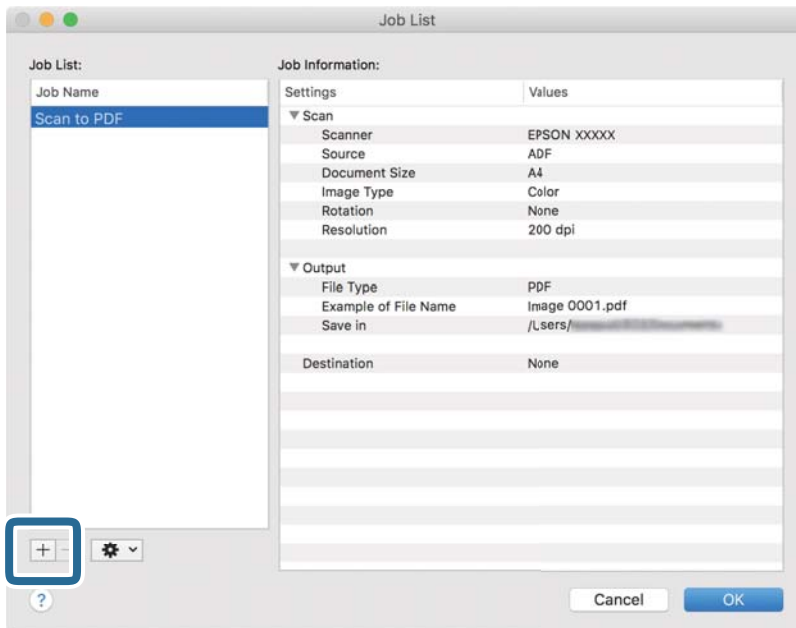 Job List
Job List:
Job Name
Scan to PDF
Job Information:
Settings Values
Scan
Scanner EPSON XXXXX
Source ADF
Document Size A4
Image Type Color
Rotation None
Resolution 200 dpi
Output
File Type PDF
Example of File Name Image 0001.pdf
Save in /Users/
Destination None
+ -
?
Cancel OK